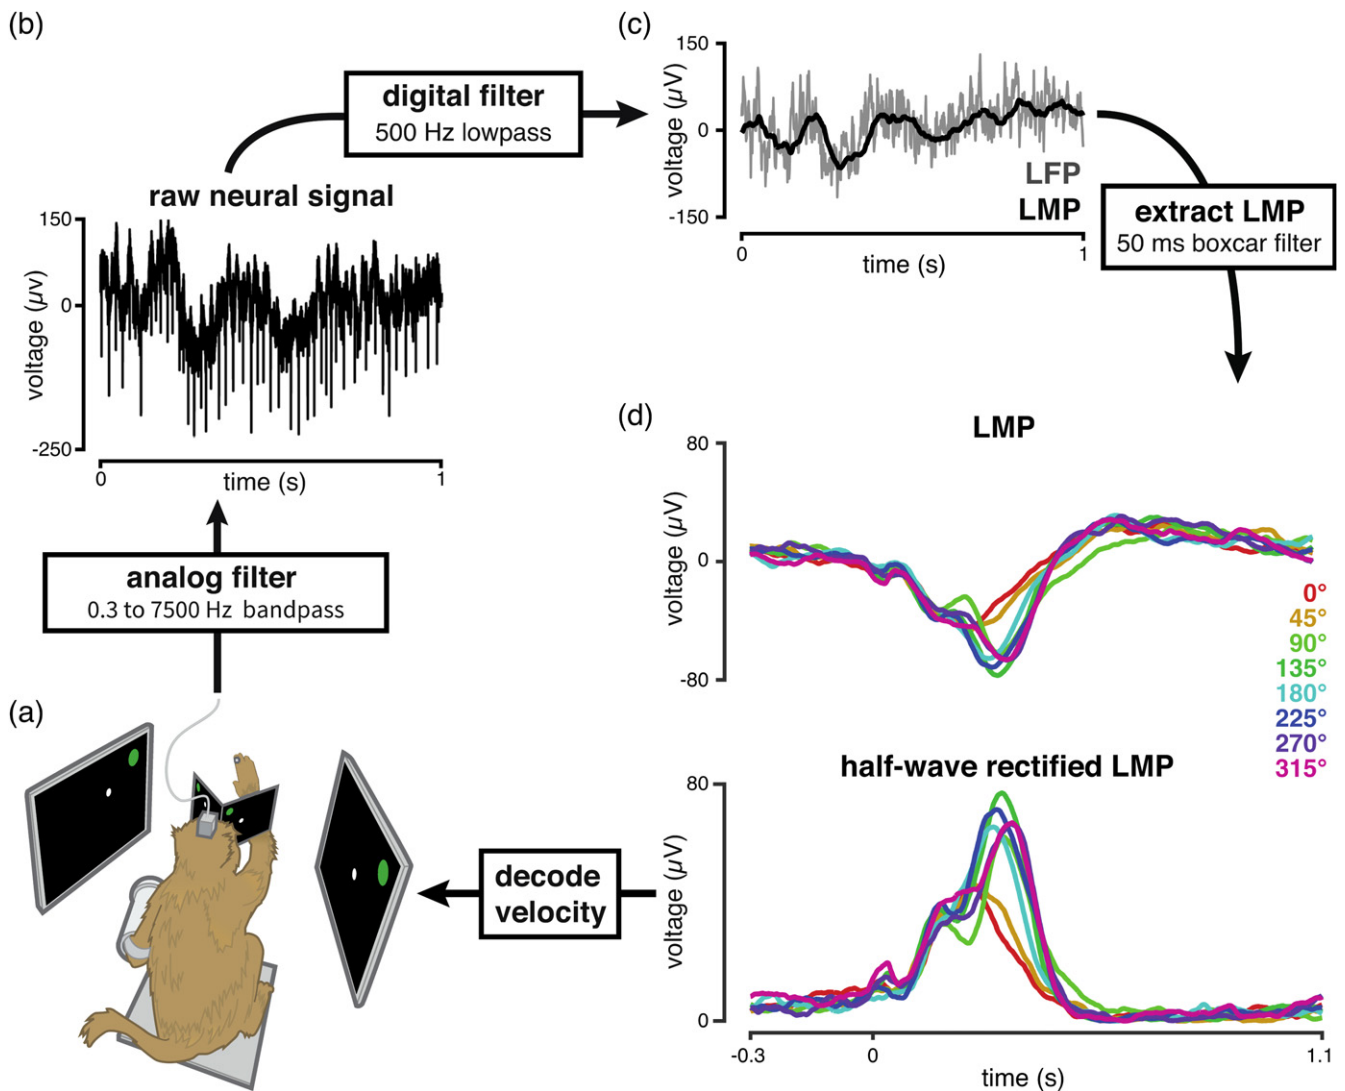 (b)
digital filter
500 Hz lowpass
raw neural signal
150
0
-250
voltage (µv)
0
1
time (s)
(c)
150
0
-150
voltage (µV)
LFP
LMP
0
1
time (s)
extract LMP
50 ms boxcar filter
analog filter
0.3 to 7500 Hz bandpass
(a)
(d)
LMP
80
0
-80
voltage (µV)
0°
45°
90°
135°
180°
225°
270°
315°
half-wave rectified LMP
80
0
voltage (µV)
-0.3
0
1.1
time (s)
decode
velocity